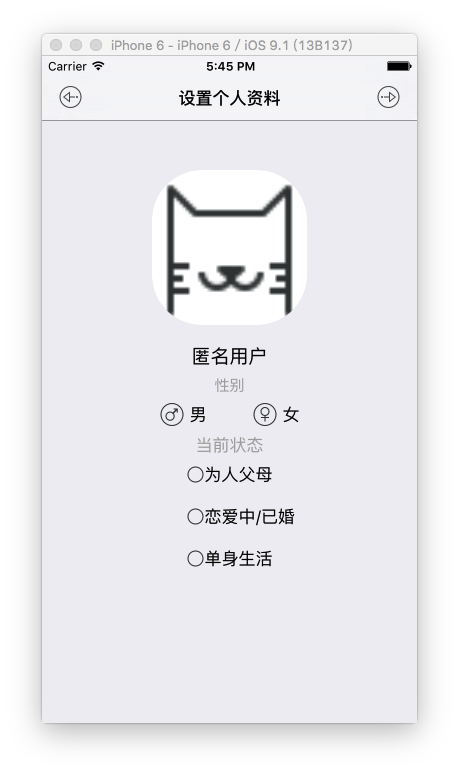 iPhone 6 - iPhone 6 / iOS 9.1 (13B137)
Carrier 5:45 PM
设置个人资料
匿名用户
性别
男 女
当前状态
为人父母
恋爱中/已婚
单身生活